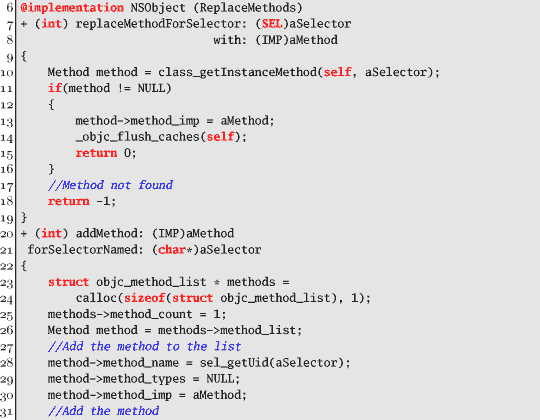 6 @implementation NSObject (ReplaceMethods)
7 + (int) replaceMethodForSelector: (SEL)aSelector
8                             with: (IMP)aMethod
9 {
10     Method method = class_getInstanceMethod(self, aSelector);
11     if(method != NULL)
12     {
13         method->method_imp = aMethod;
14         _objc_flush_caches(self);
15         return 0;
16     }
17     //Method not found
18     return -1;
19 }
20 + (int) addMethod: (IMP)aMethod
21  forSelectorNamed: (char*)aSelector
22 {
23     struct objc_method_list * methods =
24         calloc(sizeof(struct objc_method_list), 1);
25     methods->method_count = 1;
26     Method method = methods->method_list;
27     //Add the method to the list
28     method->method_name = sel_getUid(aSelector);
29     method->method_types = NULL;
30     method->method_imp = aMethod;
31     //Add the method